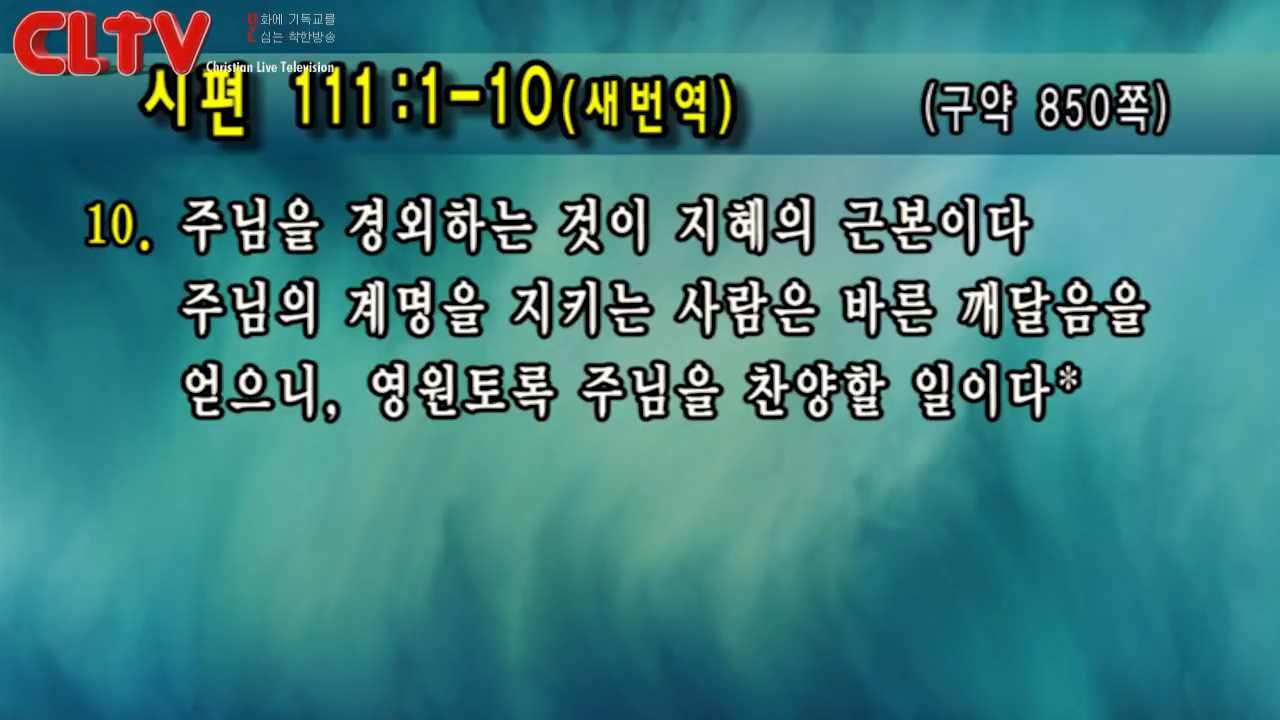 CLTV
문화에 기독교를
심는 착한방송
Christian Live Television
시편 111:1-10(새번역)
(구약 850쪽)
10. 주님을 경외하는 것이 지혜의 근본이다
주님의 계명을 지키는 사람은 바른 깨달음을
얻으니, 영원토록 주님을 찬양할 일이다*